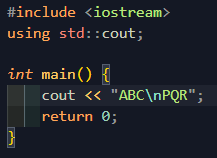 #include <iostream>
using std::cout;
int main() {
    cout << "ABC\nPQR";
    return 0;
}